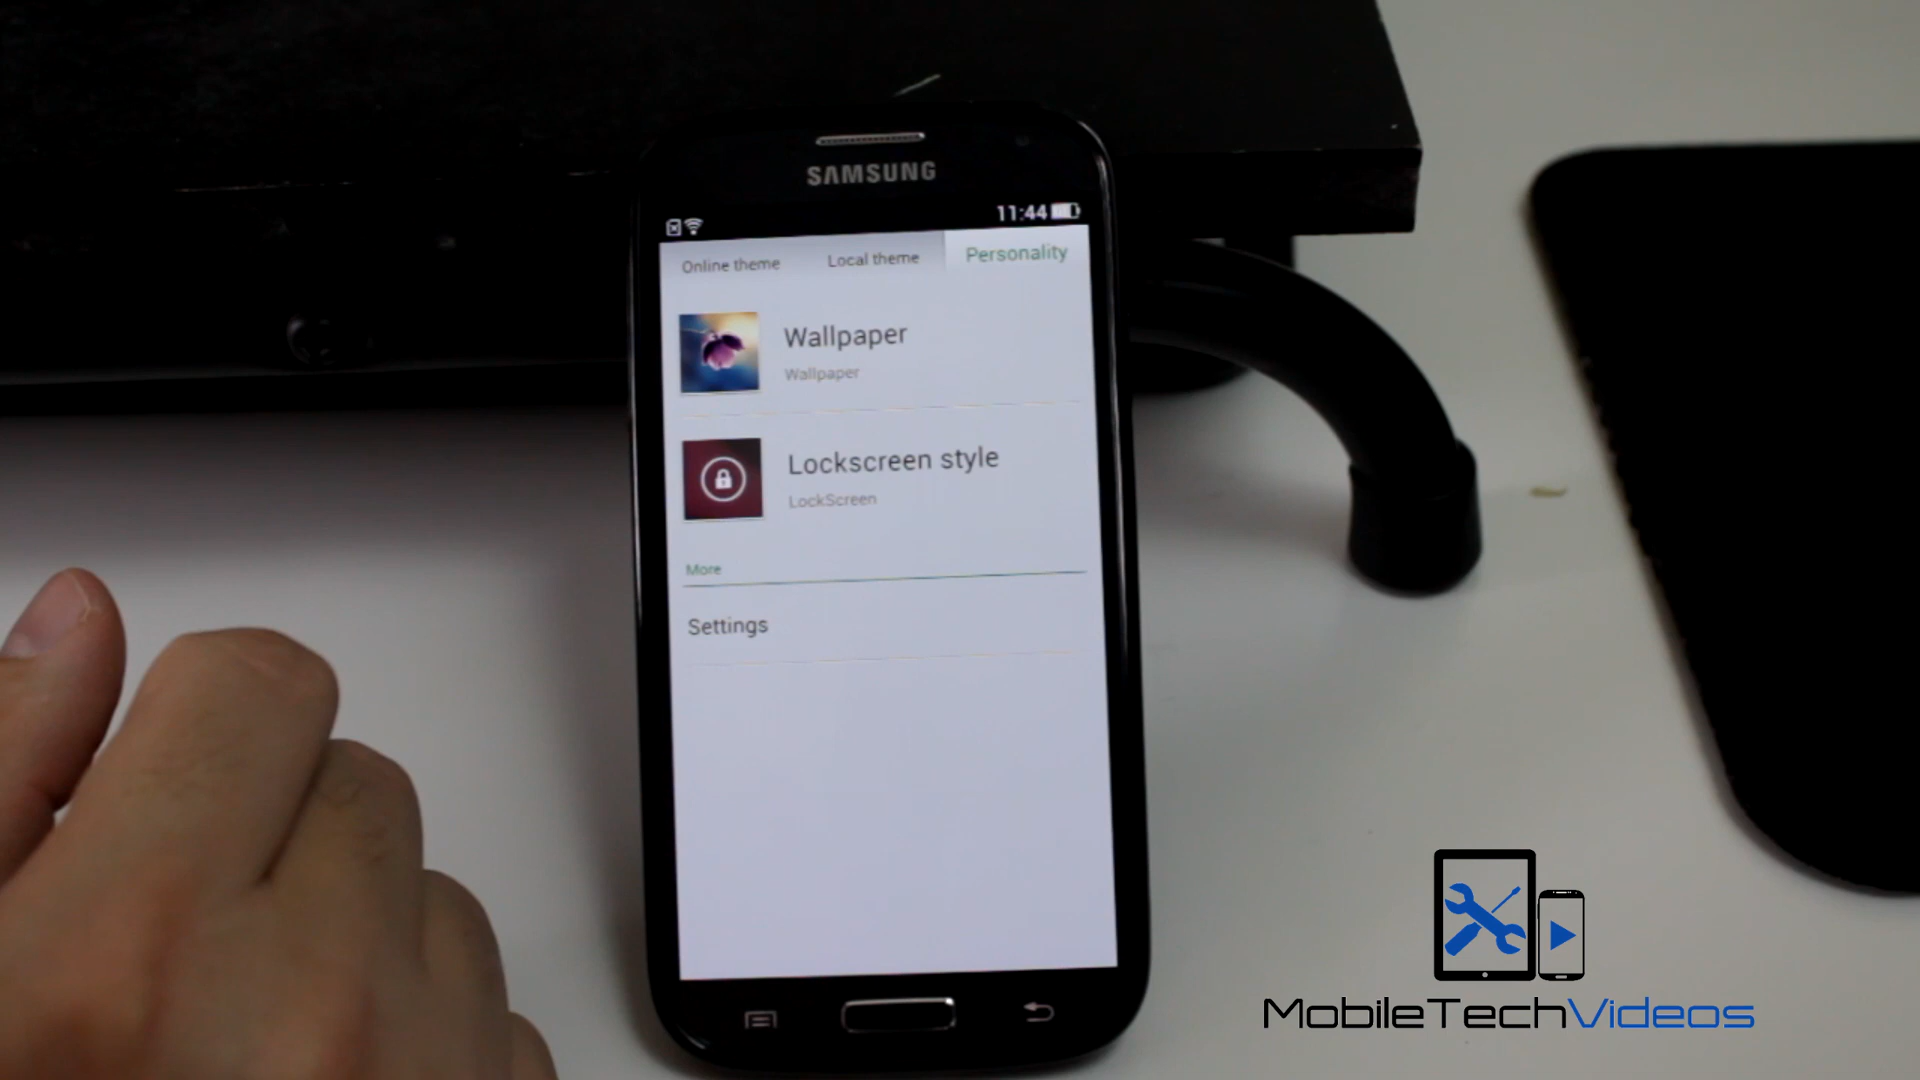 SAMSUNG
11:44
Online theme
Local theme
Personality
Wallpaper
Wallpaper
Lockscreen style
LockScreen
More
Settings
MobileTechVideos